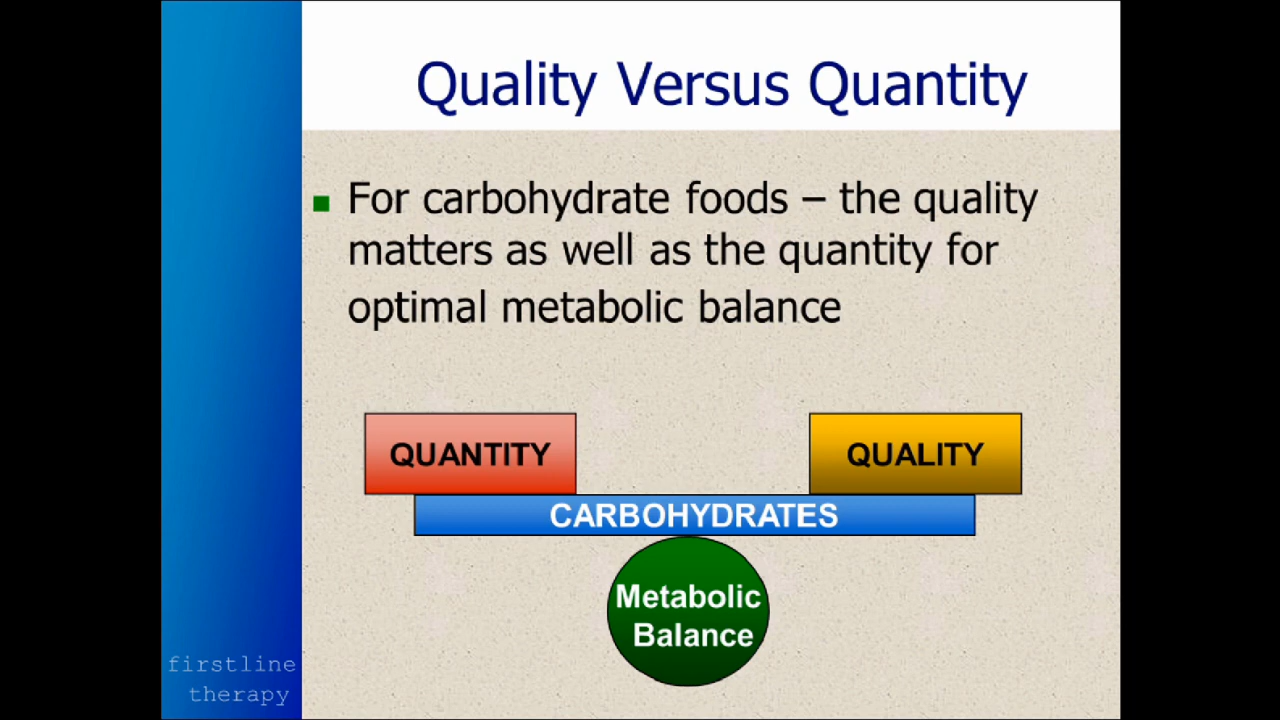 Quality Versus Quantity
For carbohydrate foods – the quality
matters as well as the quantity for
optimal metabolic balance
QUANTITY
QUALITY
CARBOHYDRATES
Metabolic
Balance
firstline
therapy